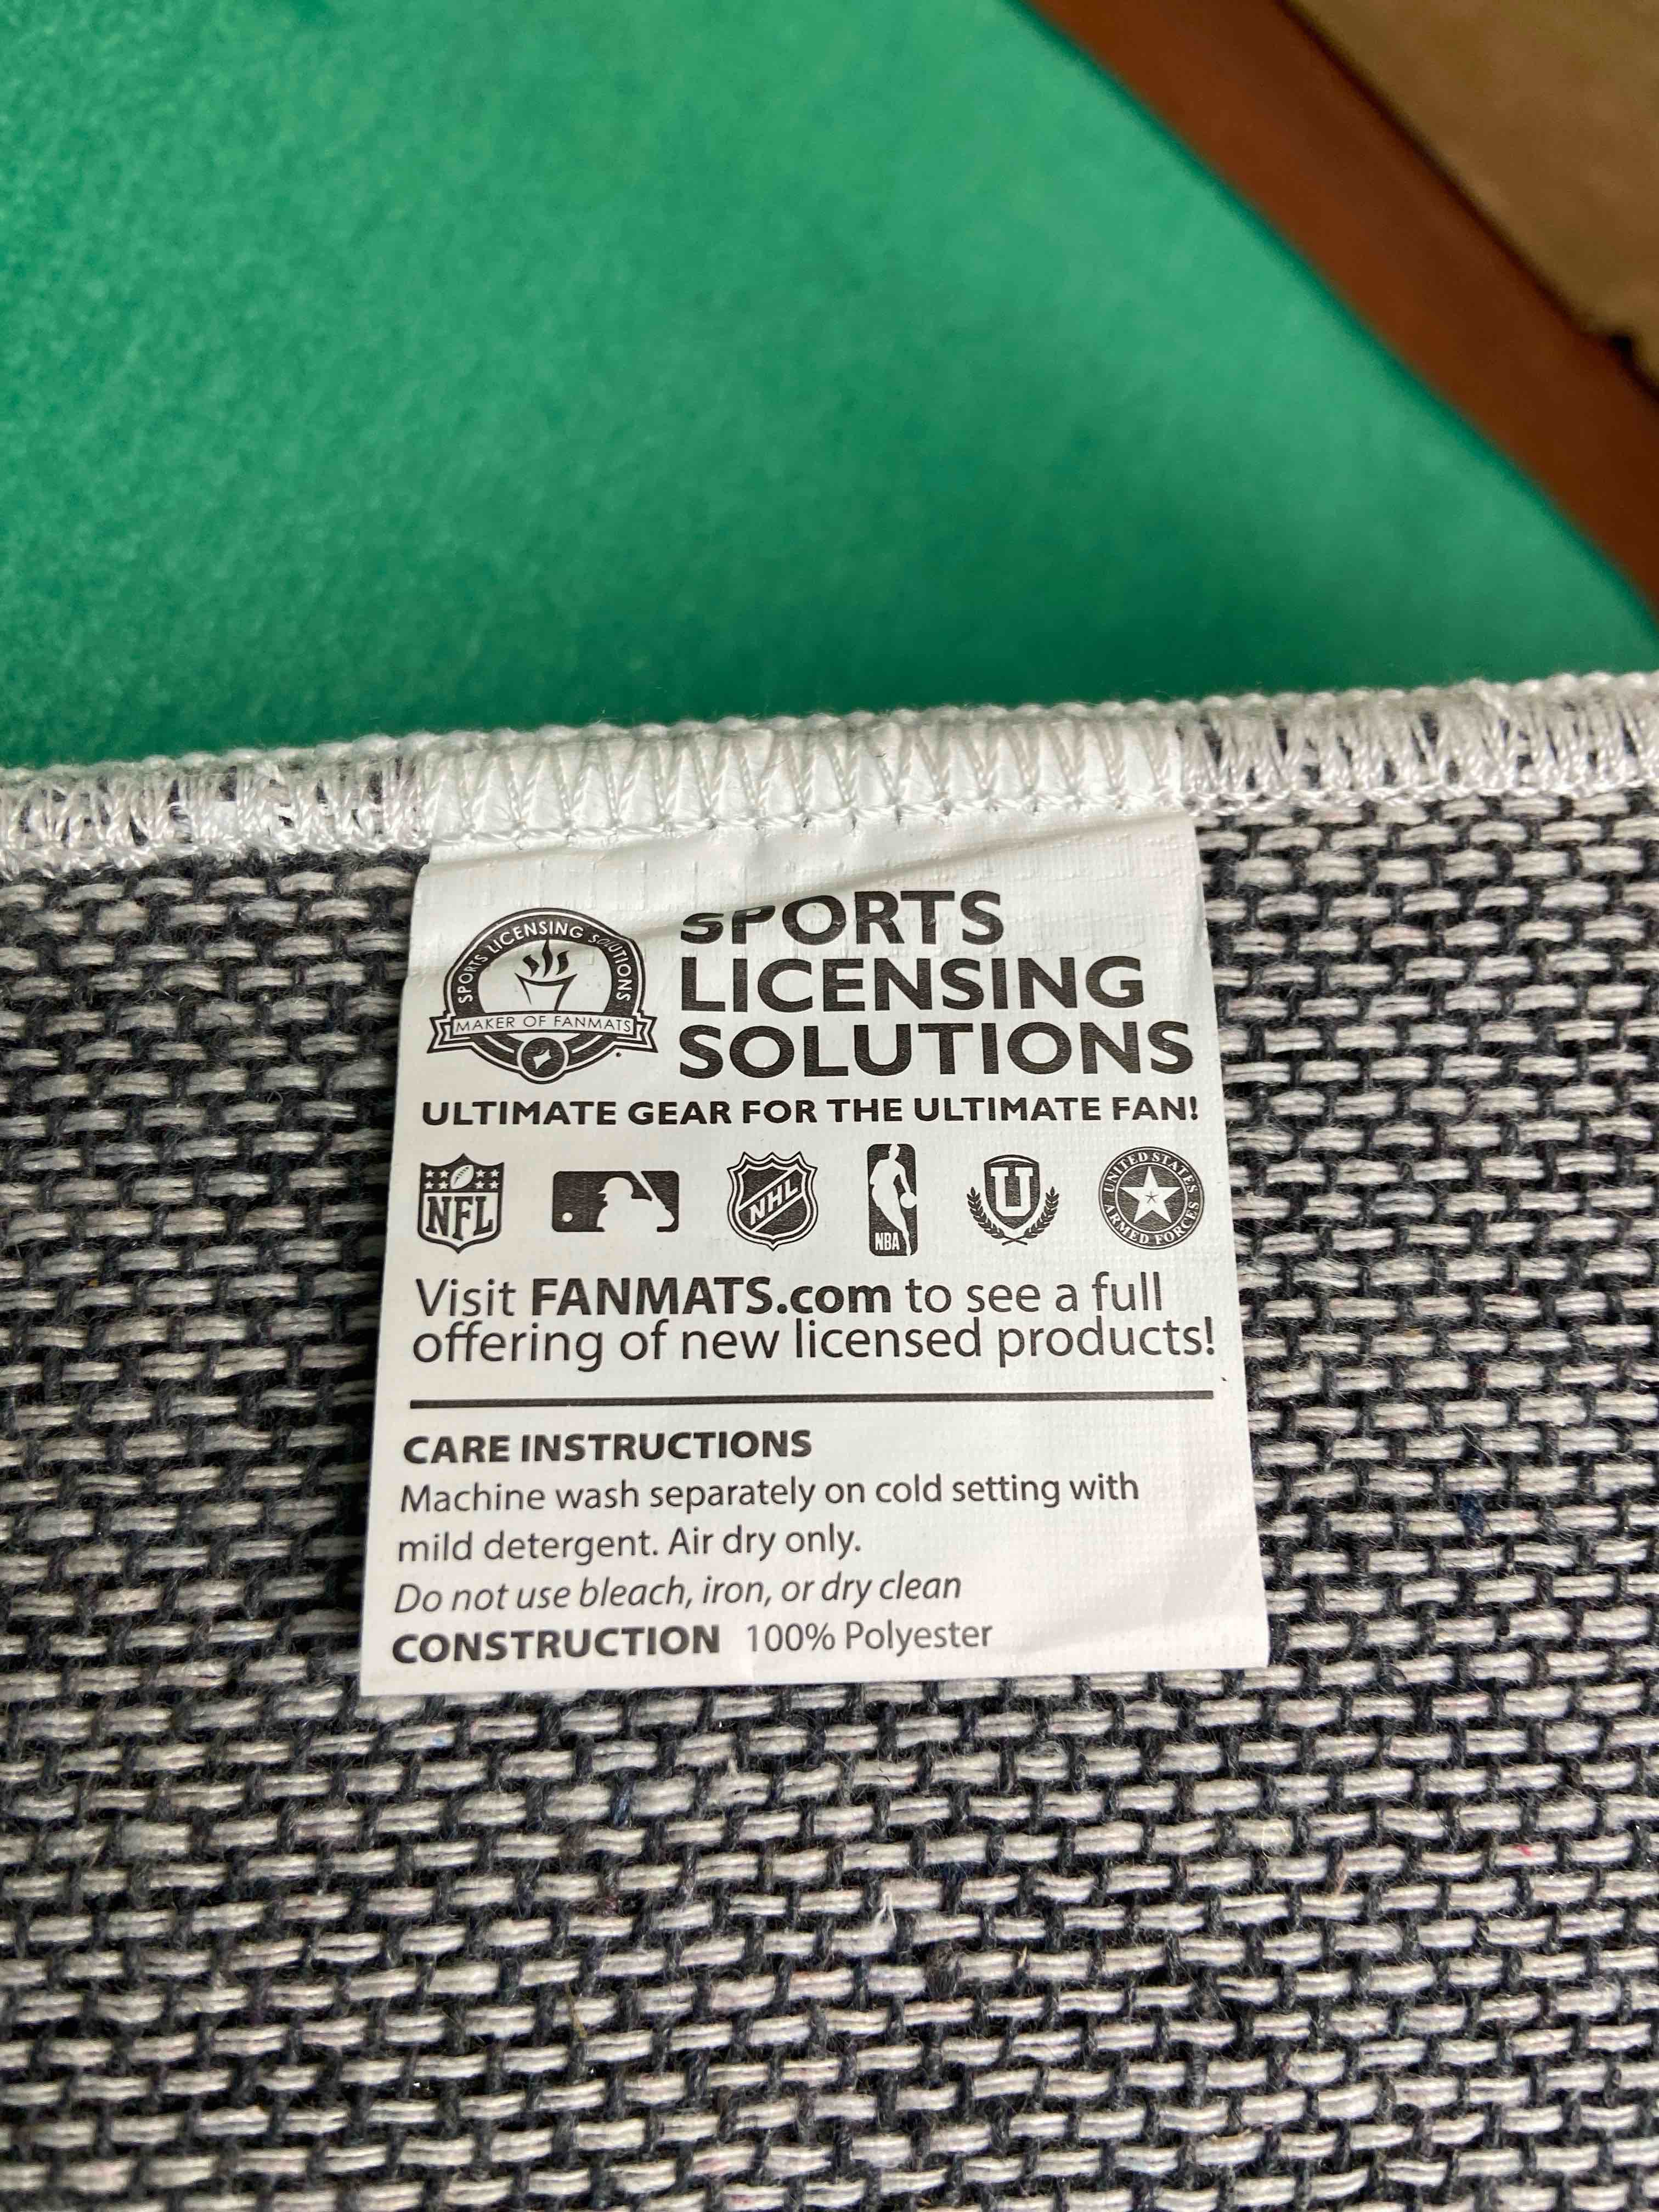 SPORTS LICENSING SOLUTIONS
MAKER OF FANMATS
SPORTS
LICENSING
SOLUTIONS
ULTIMATE GEAR FOR THE ULTIMATE FAN!
NFL
NHL
NBA
U
UNITED STATES
ARMED FORCES
Visit FANMATS.com to see a full
offering of new licensed products!
CARE INSTRUCTIONS
Machine wash separately on cold setting with
mild detergent. Air dry only.
Do not use bleach, iron, or dry clean
CONSTRUCTION 100% Polyester